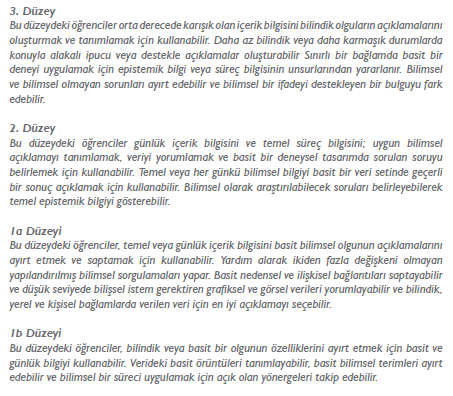 3. Düzey
Bu düzeydeki öğrenciler orta derecede karışık olan içerik bilgisini bilindik olguların açıklamalarını
oluşturmak ve tanımlamak için kullanabilir. Daha az bilindik veya daha karmaşık durumlarda
konuyla alakalı ipucu veya destekle açıklamalar oluşturabilir Sınırlı bir bağlamda basit bir
deneyi uygulamak için epistemik bilgi veya süreç bilgisinin unsurlarından yararlanır. Bilimsel
ve bilimsel olmayan sorunları ayırt edebilir ve bilimsel bir ifadeyi destekleyen bir bulguyu fark
edebilir.
2. Düzey
Bu düzeydeki öğrenciler günlük içerik bilgisini ve temel süreç bilgisini; uygun bilimsel
açıklamayı tanımlamak, veriyi yorumlamak ve basit bir deneysel tasarımda sorulan soruyu
belirlemek için kullanabilir. Temel veya her günkü bilimsel bilgiyi basit bir veri setinde geçerli
bir sonuç açıklamak için kullanabilir. Bilimsel olarak araştırılabilecek soruları belirleyebilerek
temel epistemik bilgiyi gösterebilir.
1a Düzeyi
Bu düzeydeki öğrenciler, temel veya günlük içerik bilgisini basit bilimsel olgunun açıklamalarını
ayırt etmek ve saptamak için kullanabilir. Yardım alarak ikiden fazla değişkeni olmayan
yapılandırılmış bilimsel sorgulamaları yapar. Basit nedensel ve ilişkisel bağlantıları saptayabilir
ve düşük seviyede bilişsel istem gerektiren grafiksel ve görsel verileri yorumlayabilir ve bilindik,
yerel ve kişisel bağlamlarda verilen veri için en iyi açıklamayı seçebilir.
1b Düzeyi
Bu düzeydeki öğrenciler, bilindik veya basit bir olgunun özelliklerini ayırt etmek için basit ve
günlük bilgiyi kullanabilir. Verideki basit örüntüleri tanımlayabilir, basit bilimsel terimleri ayırt
edebilir ve bilimsel bir süreci uygulamak için açık olan yönergeleri takip edebilir.